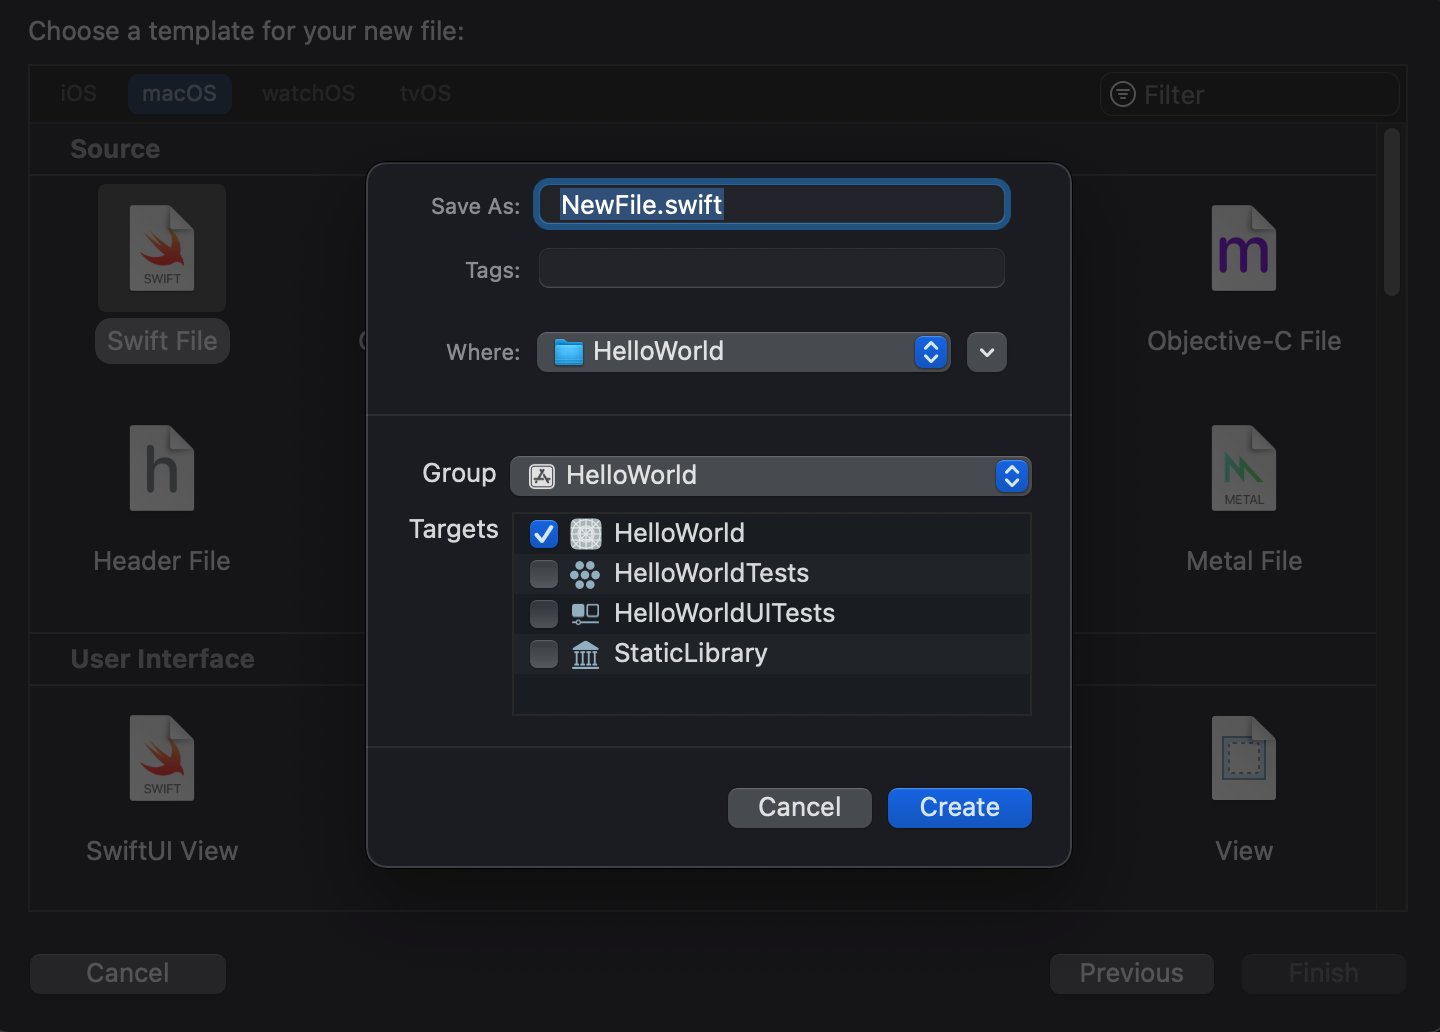 Choose a template for your new file:
iOS macOS watchOS tvOS
Filter
Source
SWIFT
Swift File
m
Objective-C File
h
Header File
METAL
Metal File
User Interface
SWIFT
SwiftUI View
View
Cancel
Previous
Finish
Save As: NewFile.swift
Tags:
Where: HelloWorld
Group HelloWorld
Targets HelloWorld
HelloWorldTests
HelloWorldUITests
StaticLibrary
Cancel
Create